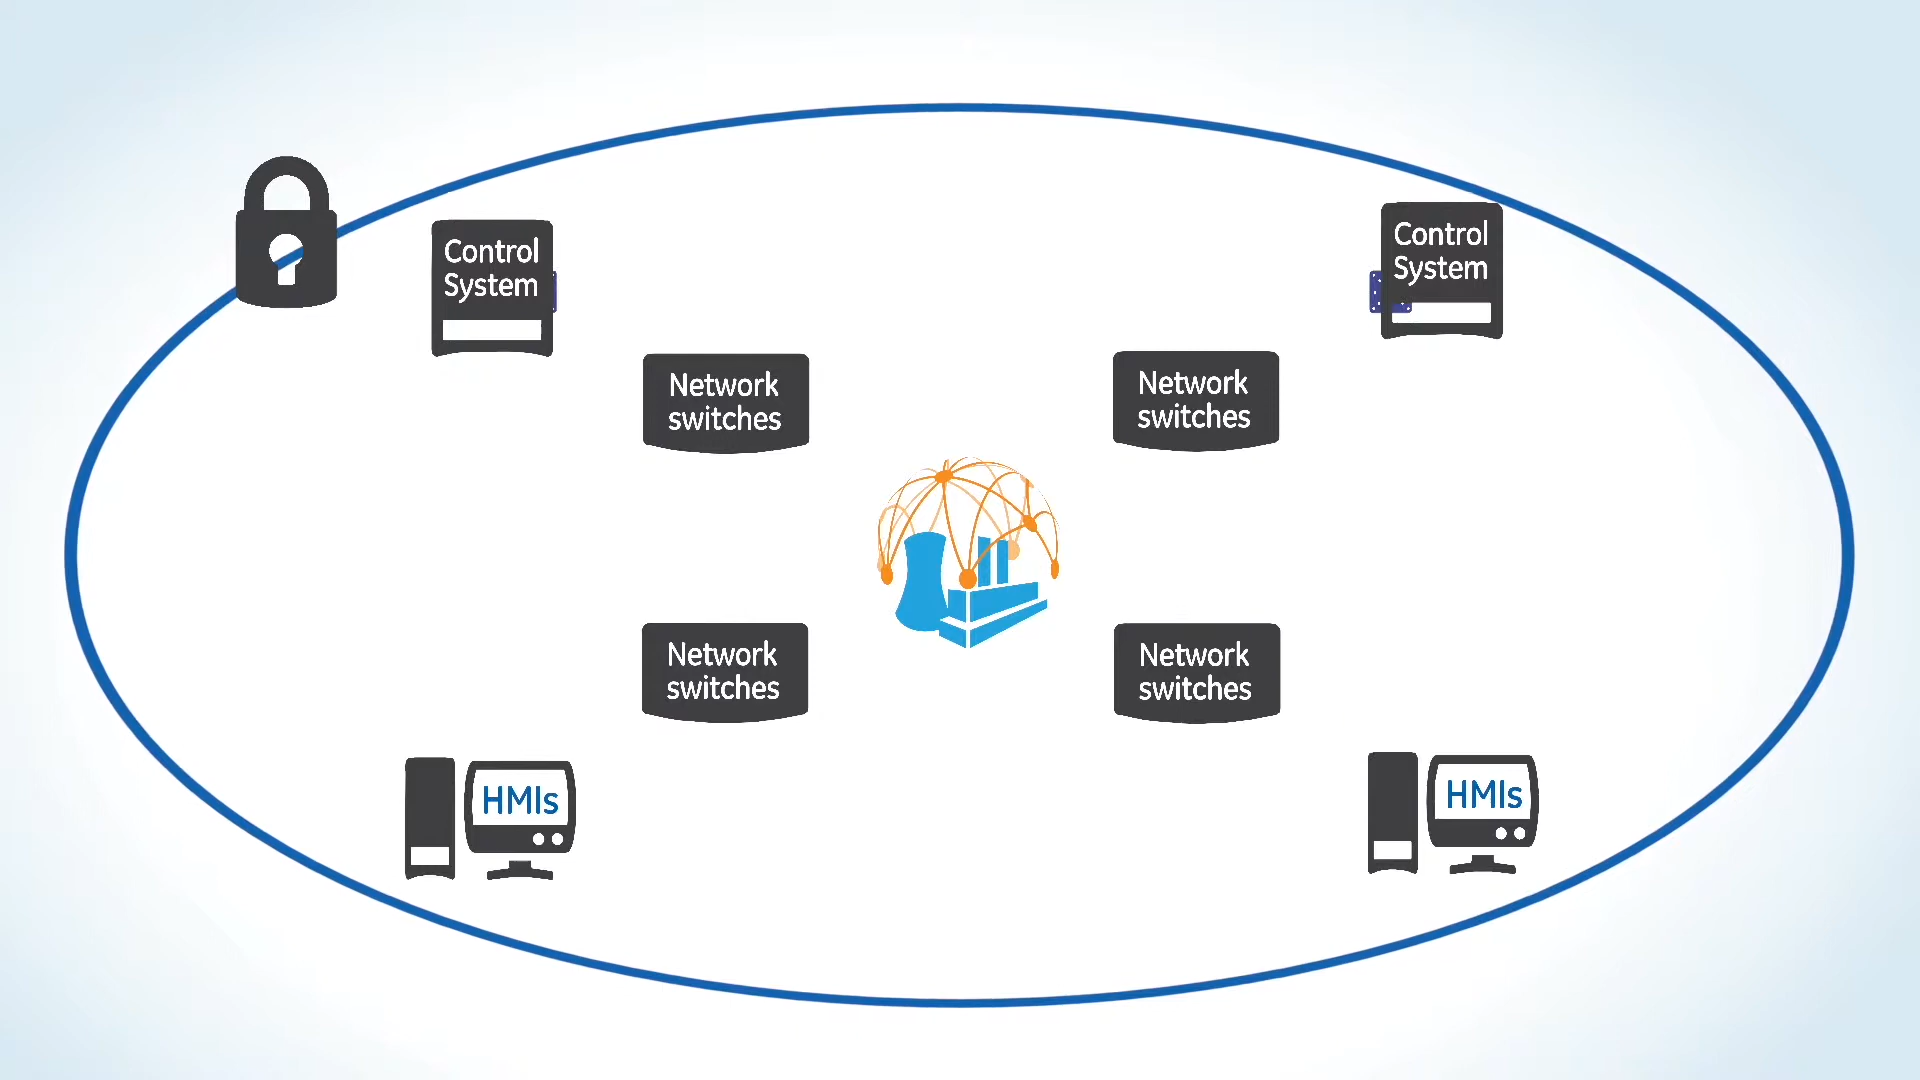 Control
System
Control
System
Network
switches
Network
switches
Network
switches
Network
switches
HMIs
HMIs